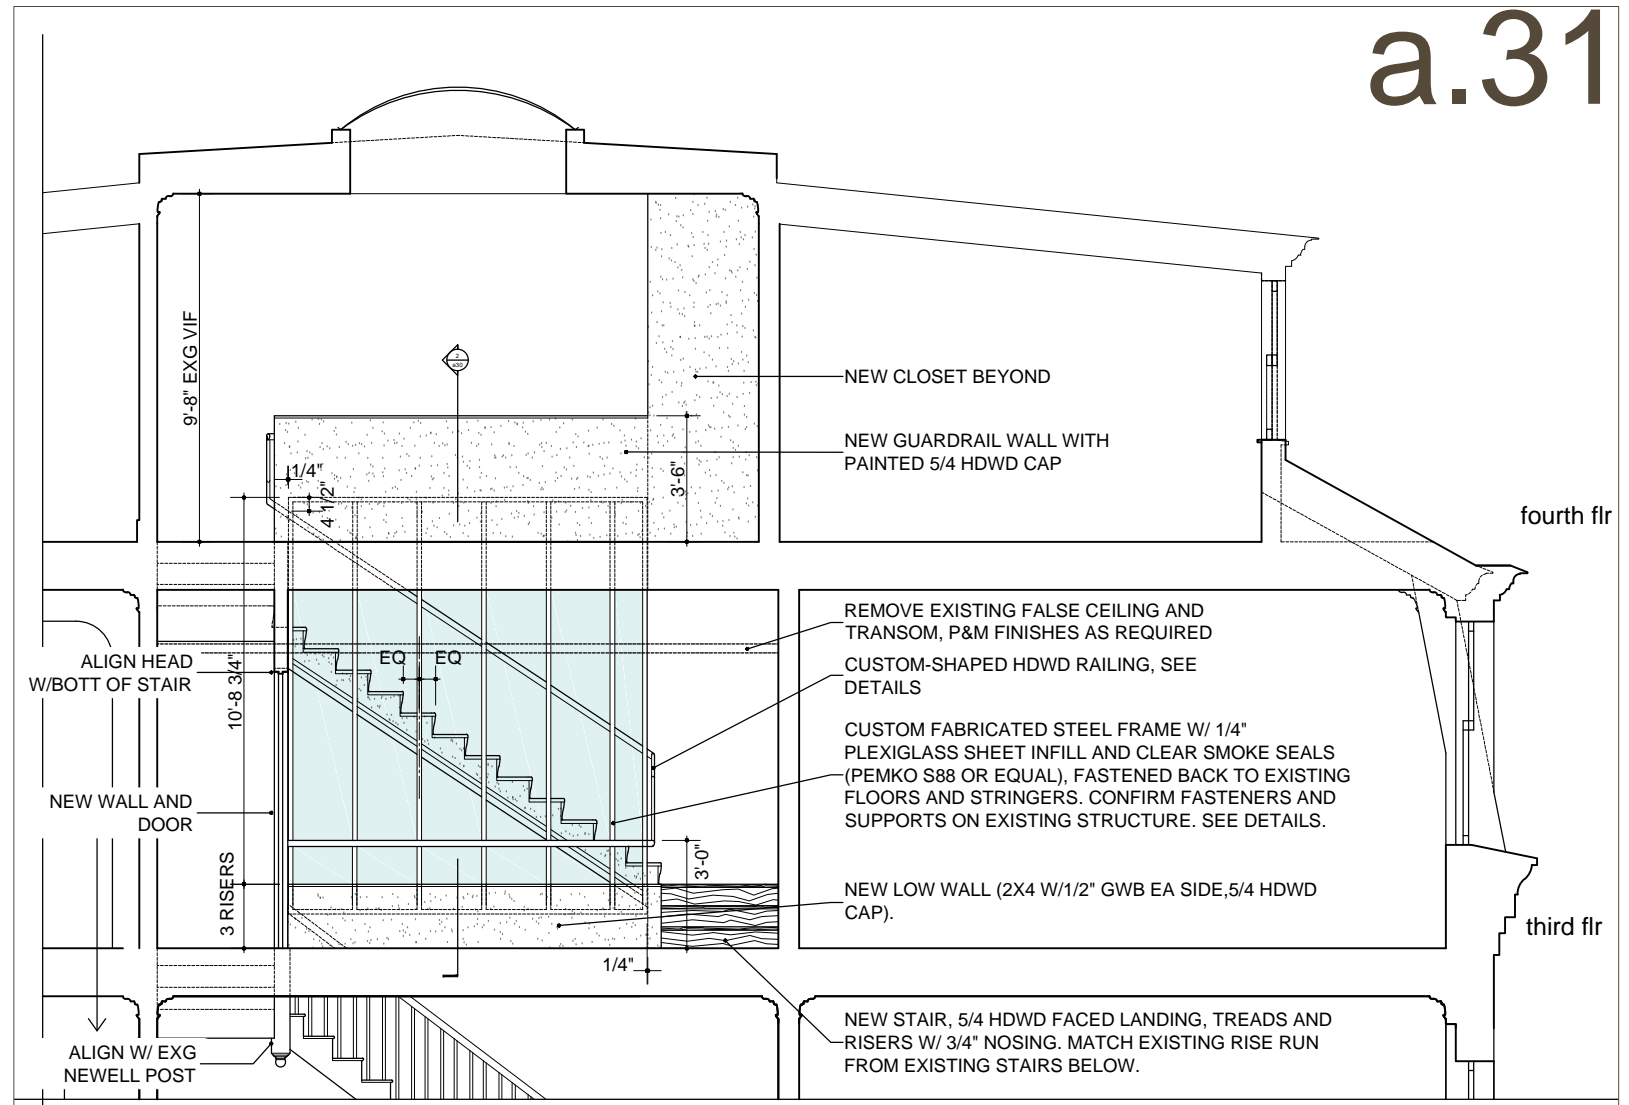 a.31
9'-8" EXG VIF
2
a30
NEW CLOSET BEYOND
NEW GUARDRAIL WALL WITH
PAINTED 5/4 HDWD CAP
1/4"
4 1/2"
3'-6"
fourth flr
REMOVE EXISTING FALSE CEILING AND
TRANSOM, P&M FINISHES AS REQUIRED
ALIGN HEAD
W/BOTT OF STAIR
10'-8 3/4"
EQ
EQ
CUSTOM-SHAPED HDWD RAILING, SEE
DETAILS
CUSTOM FABRICATED STEEL FRAME W/ 1/4"
PLEXIGLASS SHEET INFILL AND CLEAR SMOKE SEALS
(PEMKO S88 OR EQUAL), FASTENED BACK TO EXISTING
FLOORS AND STRINGERS. CONFIRM FASTENERS AND
SUPPORTS ON EXISTING STRUCTURE. SEE DETAILS.
NEW WALL AND
DOOR
3 RISERS
3'-0"
NEW LOW WALL (2X4 W/1/2" GWB EA SIDE,5/4 HDWD
CAP).
third flr
1/4"
NEW STAIR, 5/4 HDWD FACED LANDING, TREADS AND
RISERS W/ 3/4" NOSING. MATCH EXISTING RISE RUN
FROM EXISTING STAIRS BELOW.
ALIGN W/ EXG
NEWELL POST